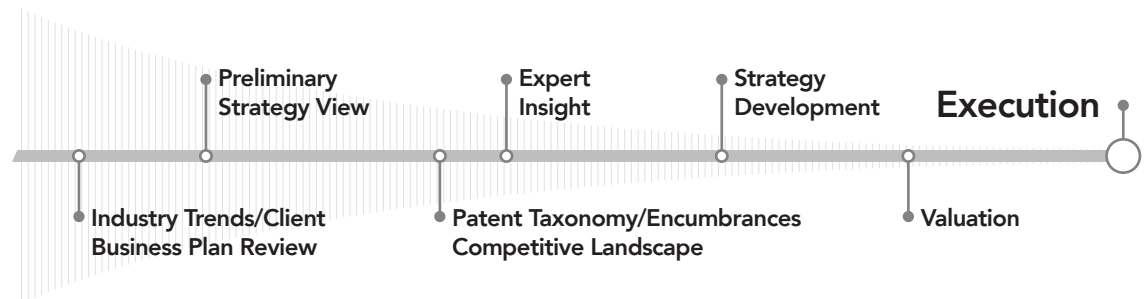 Preliminary
Strategy View
Expert
Insight
Strategy
Development
Execution
Industry Trends/Client
Business Plan Review
Patent Taxonomy/Encumbrances
Competitive Landscape
Valuation